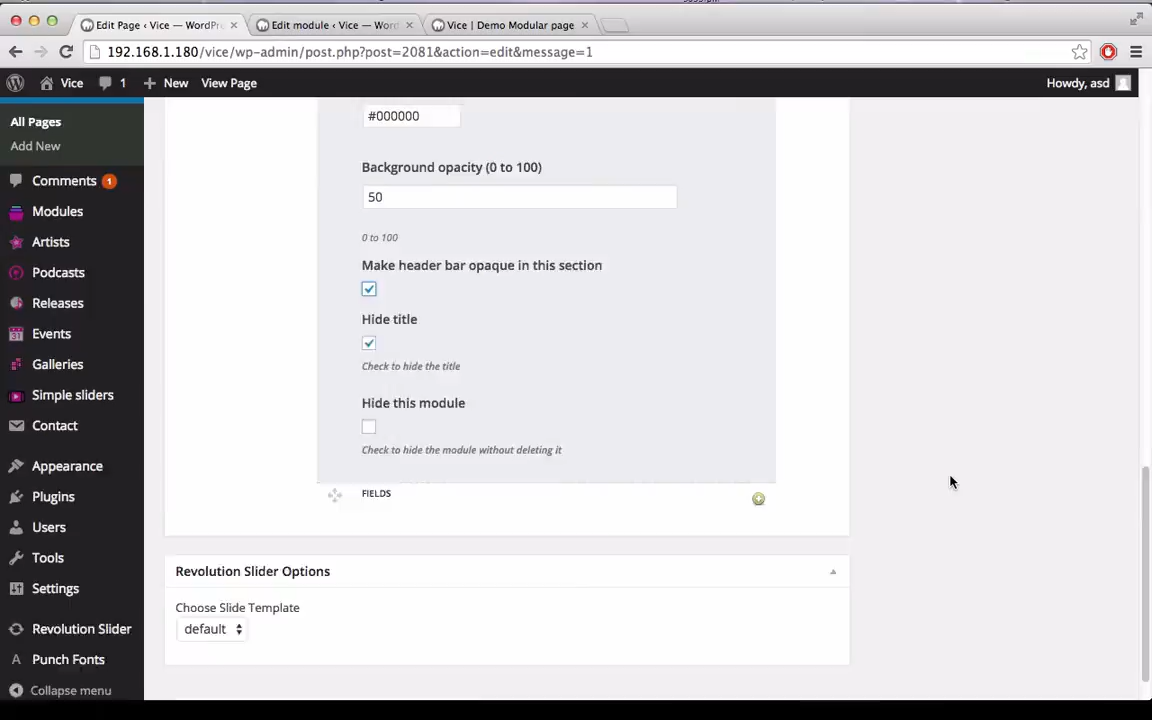 Edit Page ‹ Vice — WordPre
Edit module ‹ Vice — Word
Vice | Demo Modular page
192.168.1.180/vice/wp-admin/post.php?post=2081&action=edit&message=1
Vice
1
New
View Page
Howdy, asd
All Pages
Add New
Comments 1
Modules
Artists
Podcasts
Releases
Events
Galleries
Simple sliders
Contact
Appearance
Plugins
Users
Tools
Settings
Revolution Slider
Punch Fonts
Collapse menu
#000000
Background opacity (0 to 100)
50
0 to 100
Make header bar opaque in this section
Hide title
Check to hide the title
Hide this module
Check to hide the module without deleting it
FIELDS
Revolution Slider Options
Choose Slide Template
default